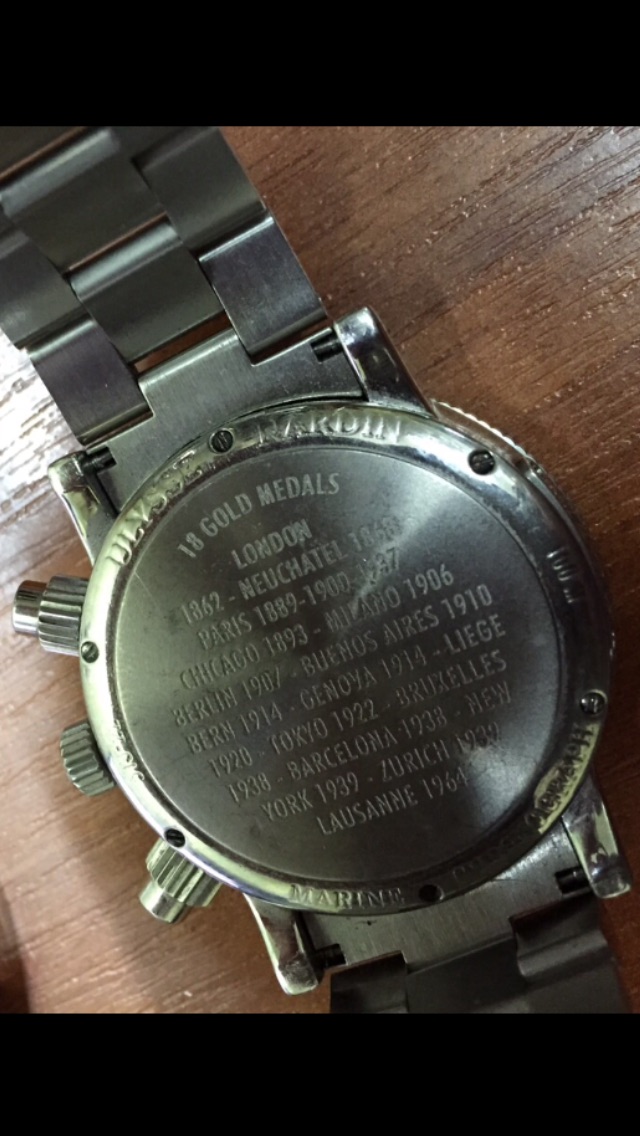 ULYSSE NARDIN
18 GOLD MEDALS
LONDON
1862 - NEUCHATEL 1868
PARIS 1889-1900-
CHICAGO 1893 - MILANO 1906
BERLIN 1907 - BUENOS AIRES 1910
BERN 1914 - GENOVA 1914 - LIEGE
1920 - TOKYO 1922 - BRUXELLES
1938 - BARCELONA 1938 - NEW
YORK 1939 - ZURICH 1939
LAUSANNE 1964
100 M
MARINE